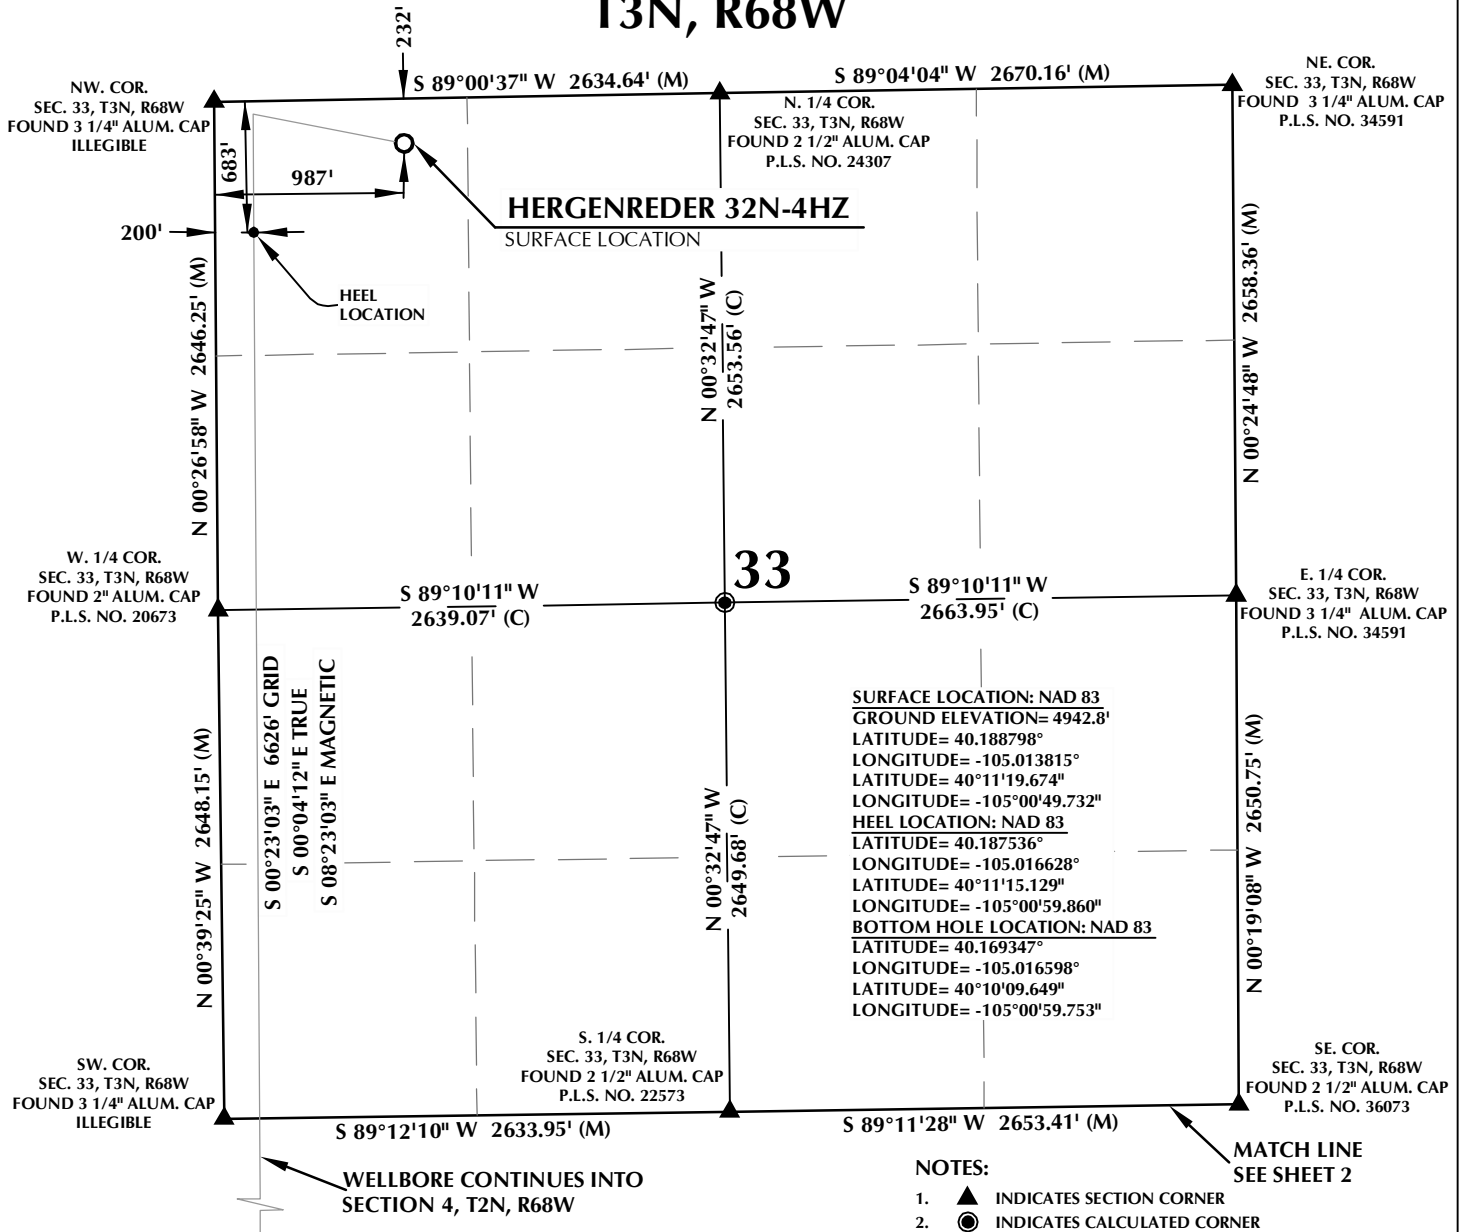 T3N, R68W
232'
S 89°00'37" W 2634.64' (M)
S 89°04'04" W 2670.16' (M)
NW. COR.
SEC. 33, T3N, R68W
FOUND 3 1/4" ALUM. CAP
ILLEGIBLE
N. 1/4 COR.
SEC. 33, T3N, R68W
FOUND 2 1/2" ALUM. CAP
P.L.S. NO. 24307
NE. COR.
SEC. 33, T3N, R68W
FOUND 3 1/4" ALUM. CAP
P.L.S. NO. 34591
683'
987'
200'
HERGENREDER 32N-4HZ
SURFACE LOCATION
HEEL
LOCATION
N 00°26'58" W 2646.25' (M)
N 00°32'47" W
2653.56' (C)
N 00°24'48" W 2658.36' (M)
W. 1/4 COR.
SEC. 33, T3N, R68W
FOUND 2" ALUM. CAP
P.L.S. NO. 20673
S 89°10'11" W
2639.07' (C)
33
S 89°10'11" W
2663.95' (C)
E. 1/4 COR.
SEC. 33, T3N, R68W
FOUND 3 1/4" ALUM. CAP
P.L.S. NO. 34591
N 00°39'25" W 2648.15' (M)
S 00°23'03" E 6626' GRID
S 00°04'12" E TRUE
S 08°23'03" E MAGNETIC
N 00°32'47" W
2649.68' (C)
SURFACE LOCATION: NAD 83
GROUND ELEVATION= 4942.8'
LATITUDE= 40.188798°
LONGITUDE= -105.013815°
LATITUDE= 40°11'19.674"
LONGITUDE= -105°00'49.732"
HEEL LOCATION: NAD 83
LATITUDE= 40.187536°
LONGITUDE= -105.016628°
LATITUDE= 40°11'15.129"
LONGITUDE= -105°00'59.860"
BOTTOM HOLE LOCATION: NAD 83
LATITUDE= 40.169347°
LONGITUDE= -105.016598°
LATITUDE= 40°10'09.649"
LONGITUDE= -105°00'59.753"
N 00°19'08" W 2650.75' (M)
SW. COR.
SEC. 33, T3N, R68W
FOUND 3 1/4" ALUM. CAP
ILLEGIBLE
S. 1/4 COR.
SEC. 33, T3N, R68W
FOUND 2 1/2" ALUM. CAP
P.L.S. NO. 22573
SE. COR.
SEC. 33, T3N, R68W
FOUND 2 1/2" ALUM. CAP
P.L.S. NO. 36073
S 89°12'10" W 2633.95' (M)
S 89°11'28" W 2653.41' (M)
WELLBORE CONTINUES INTO
SECTION 4, T2N, R68W
MATCH LINE
SEE SHEET 2
NOTES:
1. INDICATES SECTION CORNER
2. INDICATES CALCULATED CORNER